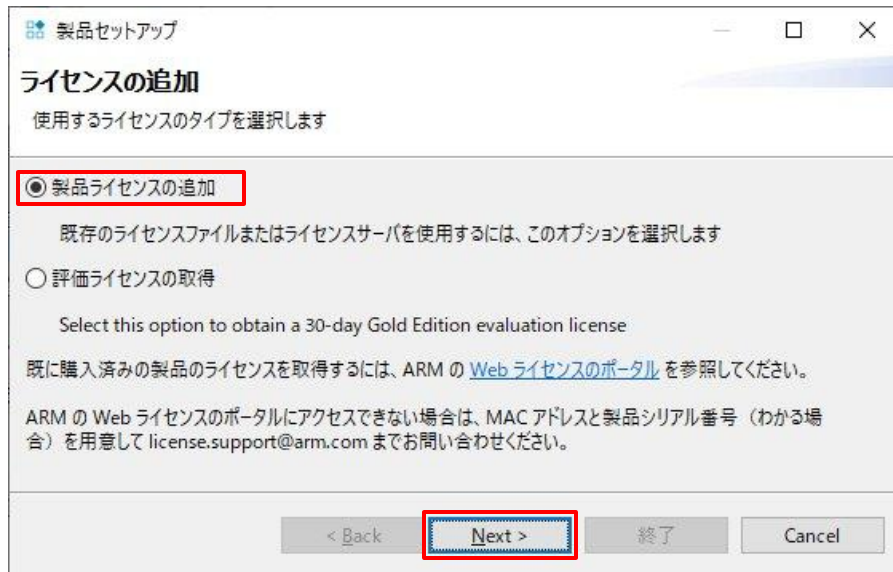 製品セットアップ
ライセンスの追加
使用するライセンスのタイプを選択します
製品ライセンスの追加
既存のライセンスファイルまたはライセンスサーバを使用するには、このオプションを選択します
評価ライセンスの取得
Select this option to obtain a 30-day Gold Edition evaluation license
既に購入済みの製品のライセンスを取得するには、ARM の Web ライセンスのポータル を参照してください。
ARM の Web ライセンスのポータルにアクセスできない場合は、MAC アドレスと製品シリアル番号（わかる場
合）を用意して license.support@arm.com までお問い合わせください。
< Back Next > 終了 Cancel